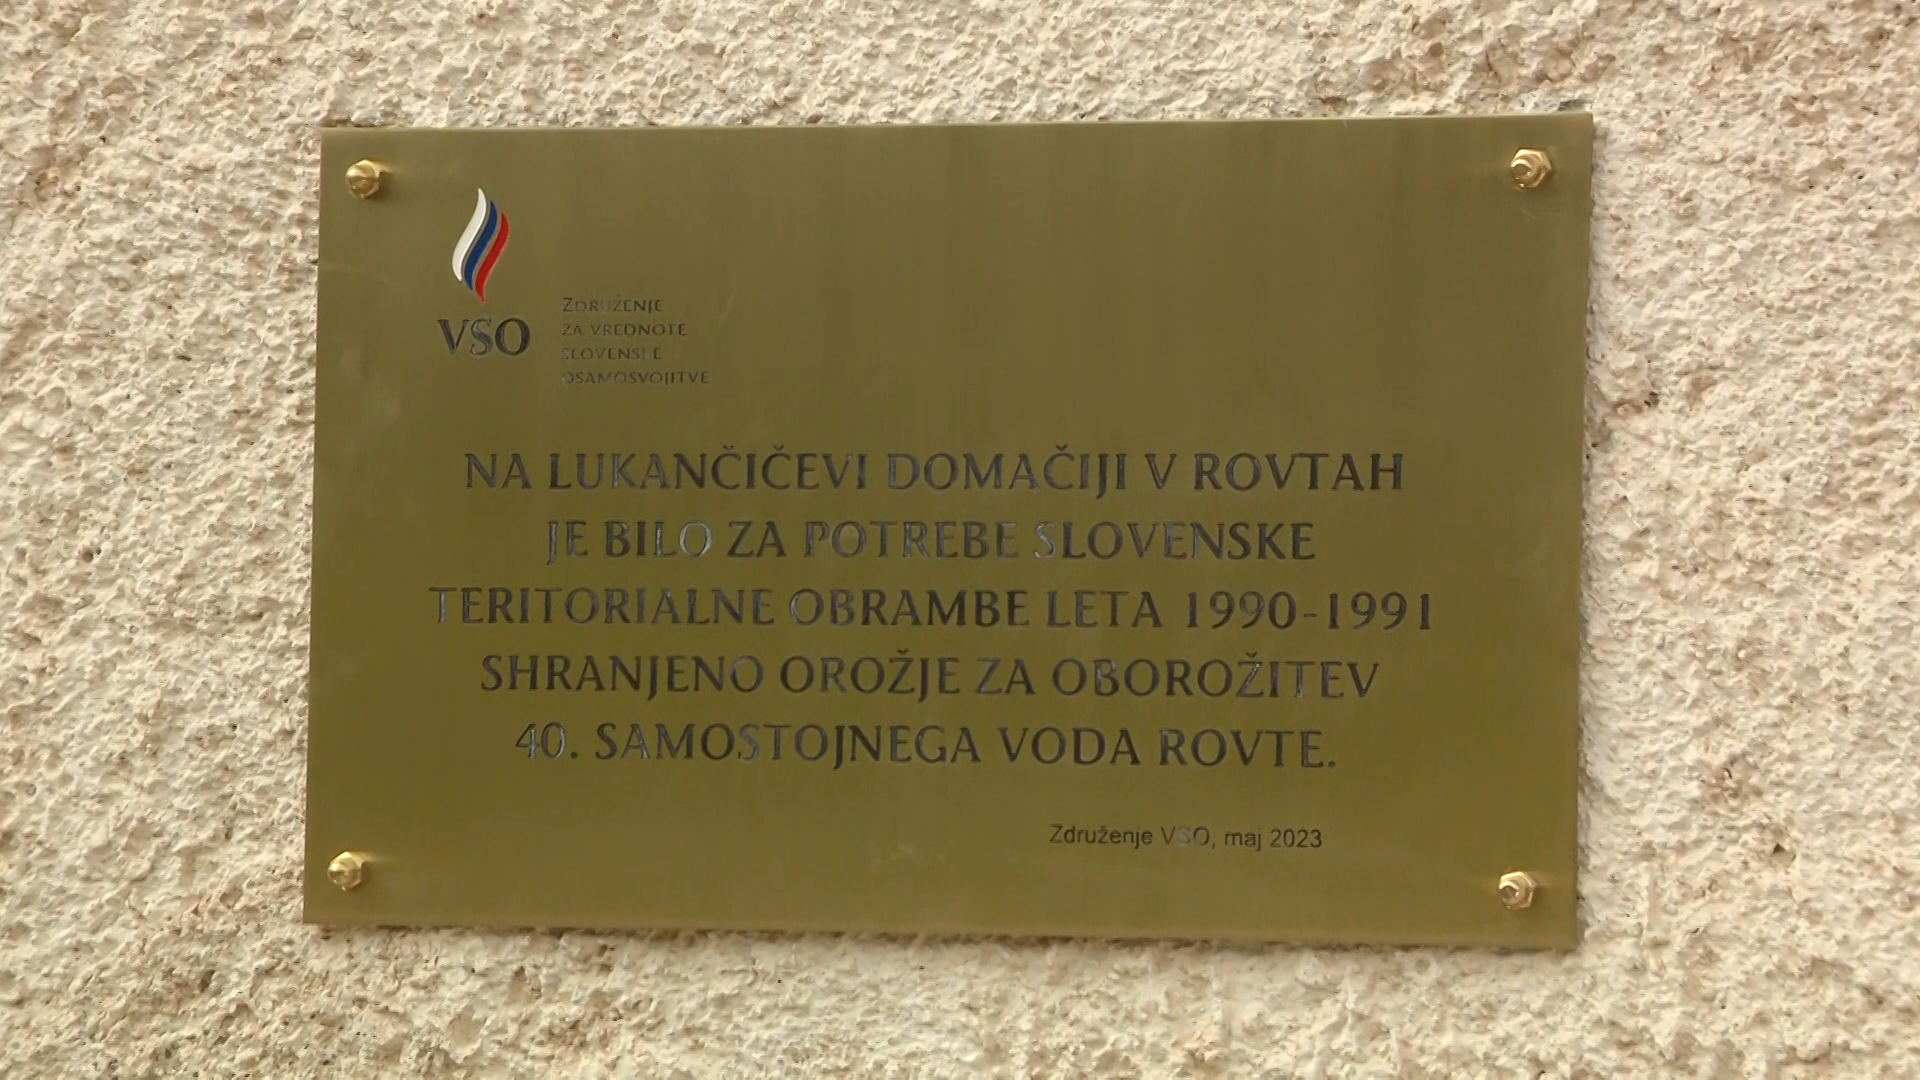 VSO
ZDRUŽENJE
ZA VREDNOTE
SLOVENSKE
OSAMOSVOJITVE
NA LUKANČIČEVI DOMAČIJI V ROVTAH
JE BILO ZA POTREBE SLOVENSKE
TERITORIALNE OBRAMBE LETA 1990-1991
SHRANJENO OROŽJE ZA OBOROŽITEV
40. SAMOSTOJNEGA VODA ROVTE.
Združenje VSO, maj 2023